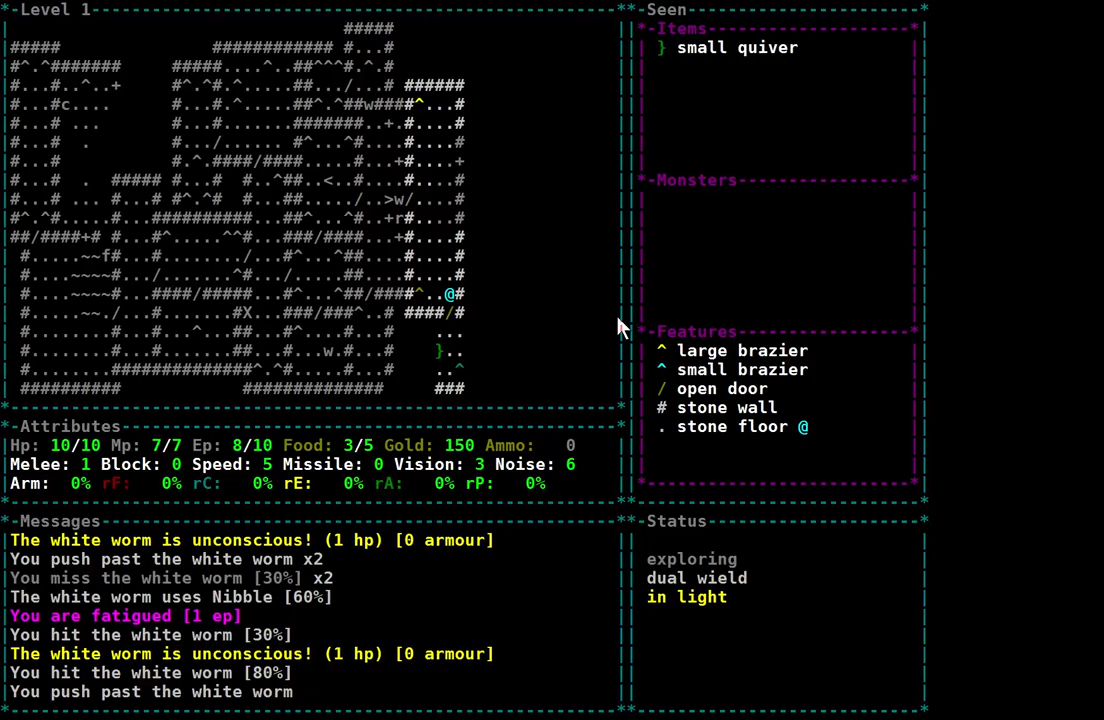 Level 1
Seen
Items
} small quiver
Monsters
Features
^ large brazier
^ small brazier
/ open door
# stone wall
. stone floor @
Attributes
Hp: 10/10 Mp: 7/7 Ep: 8/10 Food: 3/5 Gold: 150 Ammo: 0
Melee: 1 Block: 0 Speed: 5 Missile: 0 Vision: 3 Noise: 6
Arm: 0% rF: 0% rC: 0% rE: 0% rA: 0% rP: 0%
Messages
The white worm is unconscious! (1 hp) [0 armour]
You push past the white worm x2
You miss the white worm [30%] x2
The white worm uses Nibble [60%]
You are fatigued [1 ep]
You hit the white worm [30%]
The white worm is unconscious! (1 hp) [0 armour]
You hit the white worm [80%]
You push past the white worm
Status
exploring
dual wield
in light